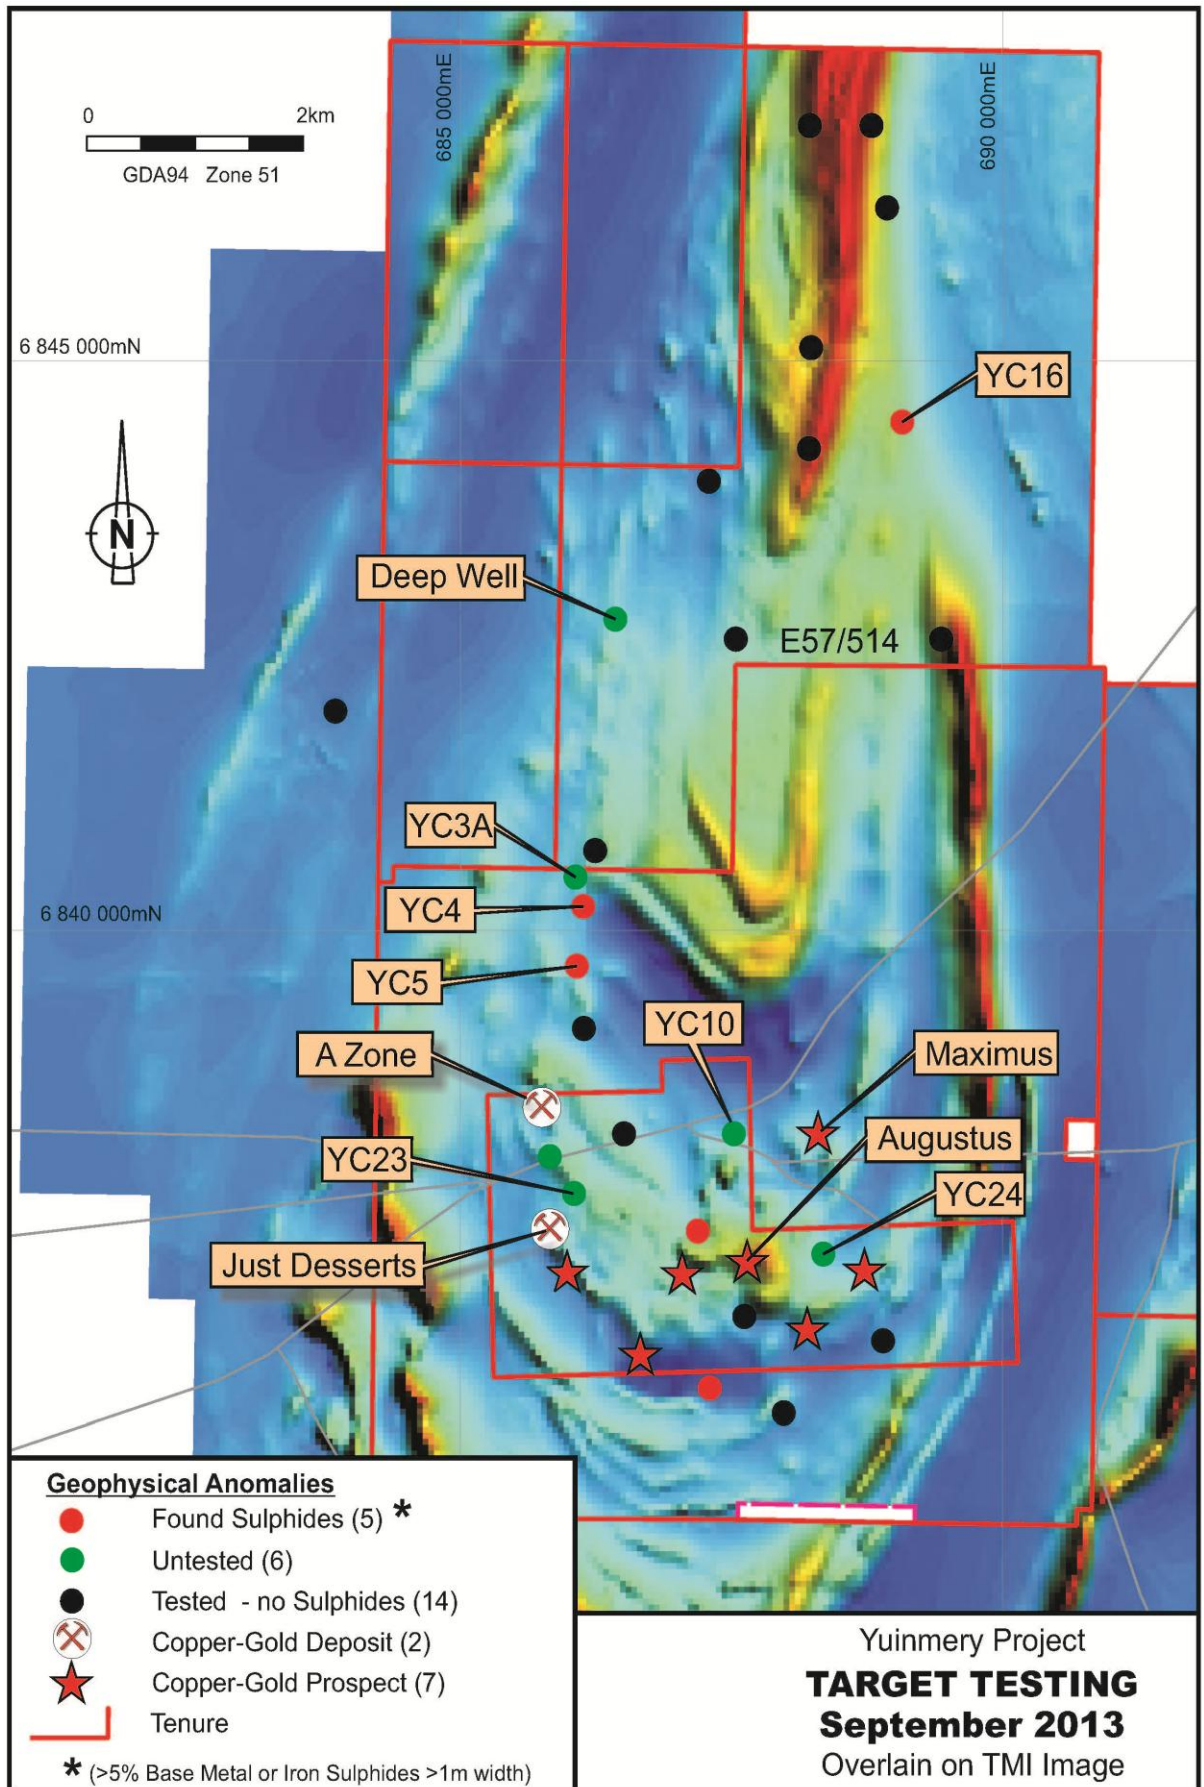 0 2km
GDA94 Zone 51
685 000mE
690 000mE
6 845 000mN
YC16
N
Deep Well
E57/514
YC3A
YC4
6 840 000mN
YC5
YC10
A Zone
Maximus
Augustus
YC23
YC24
Just Desserts
Geophysical Anomalies
Found Sulphides (5) *
Untested (6)
Tested - no Sulphides (14)
Copper-Gold Deposit (2)
Copper-Gold Prospect (7)
Tenure
* (>5% Base Metal or Iron Sulphides >1m width)
Yuinmery Project
TARGET TESTING
September 2013
Overlain on TMI Image